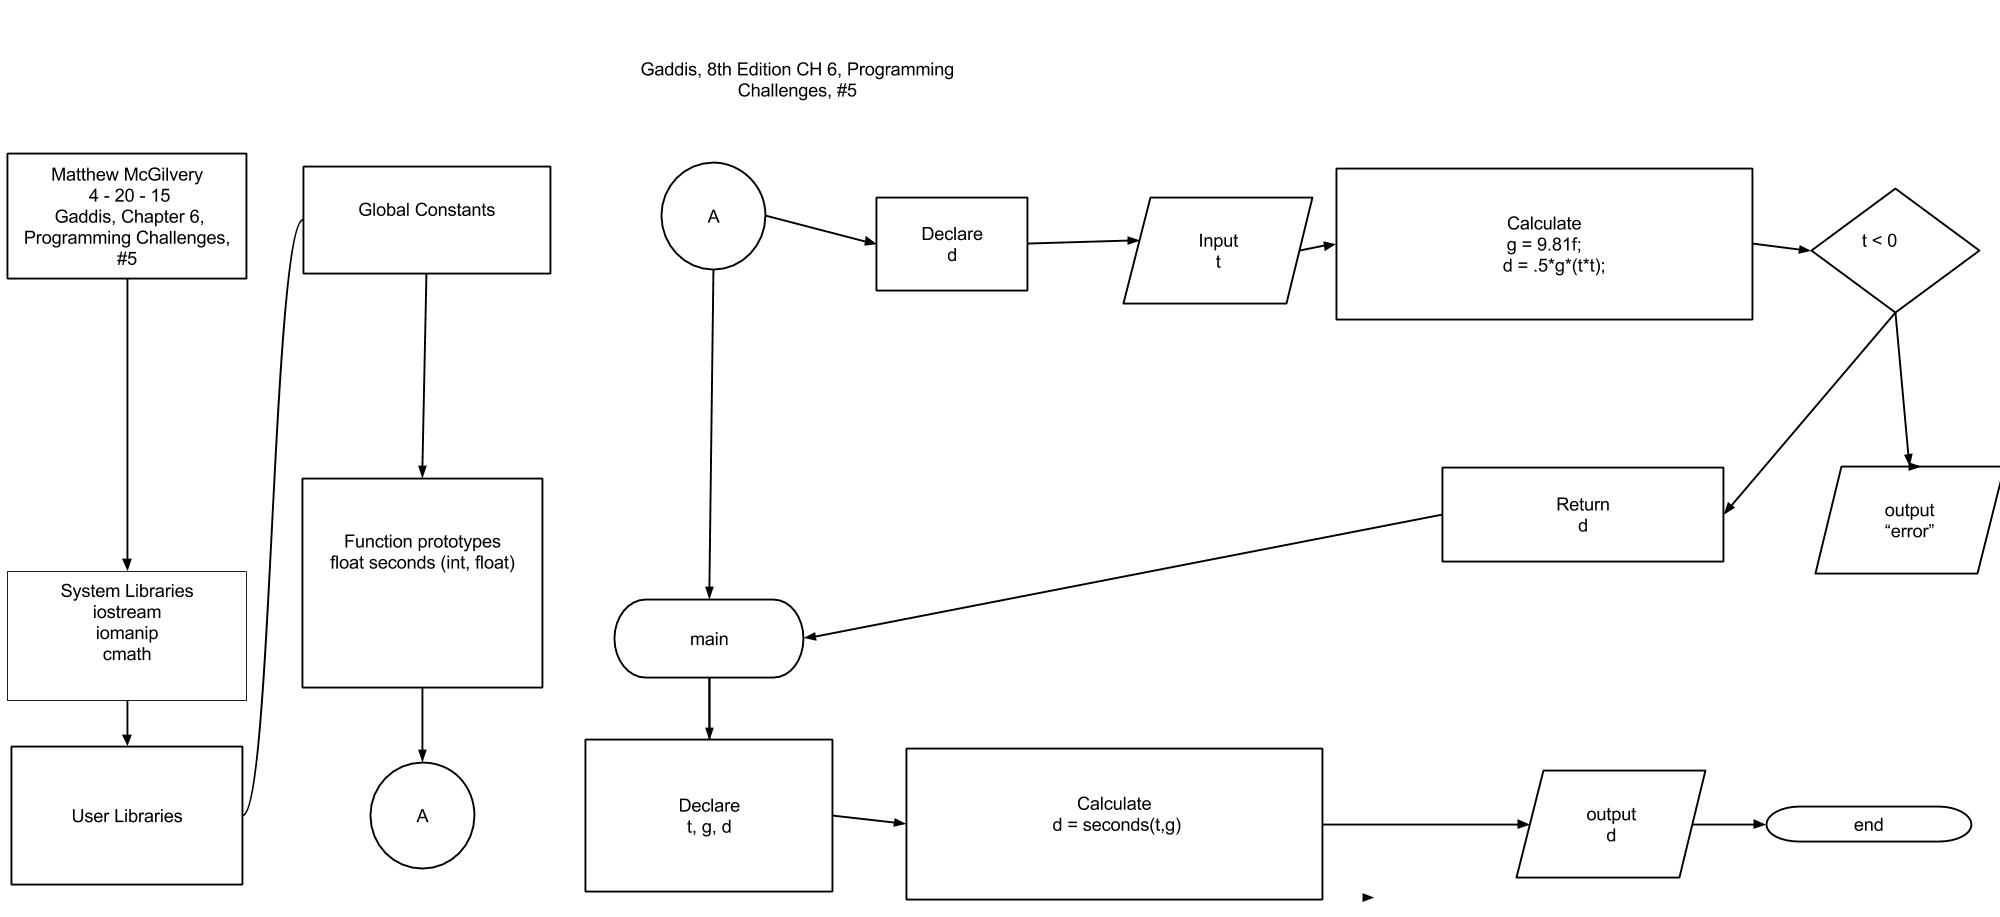 Gaddis, 8th Edition CH 6, Programming
Challenges, #5
Matthew McGilvery
4 - 20 - 15
Gaddis, Chapter 6,
Programming Challenges,
#5
System Libraries
iostream
iomanip
cmath
User Libraries
Global Constants
Function prototypes
float seconds (int, float)
A
A
Declare
d
Input
t
Calculate
g = 9.81f;
d = .5*g*(t*t);
t < 0
output
“error”
Return
d
main
Declare
t, g, d
Calculate
d = seconds(t,g)
output
d
end